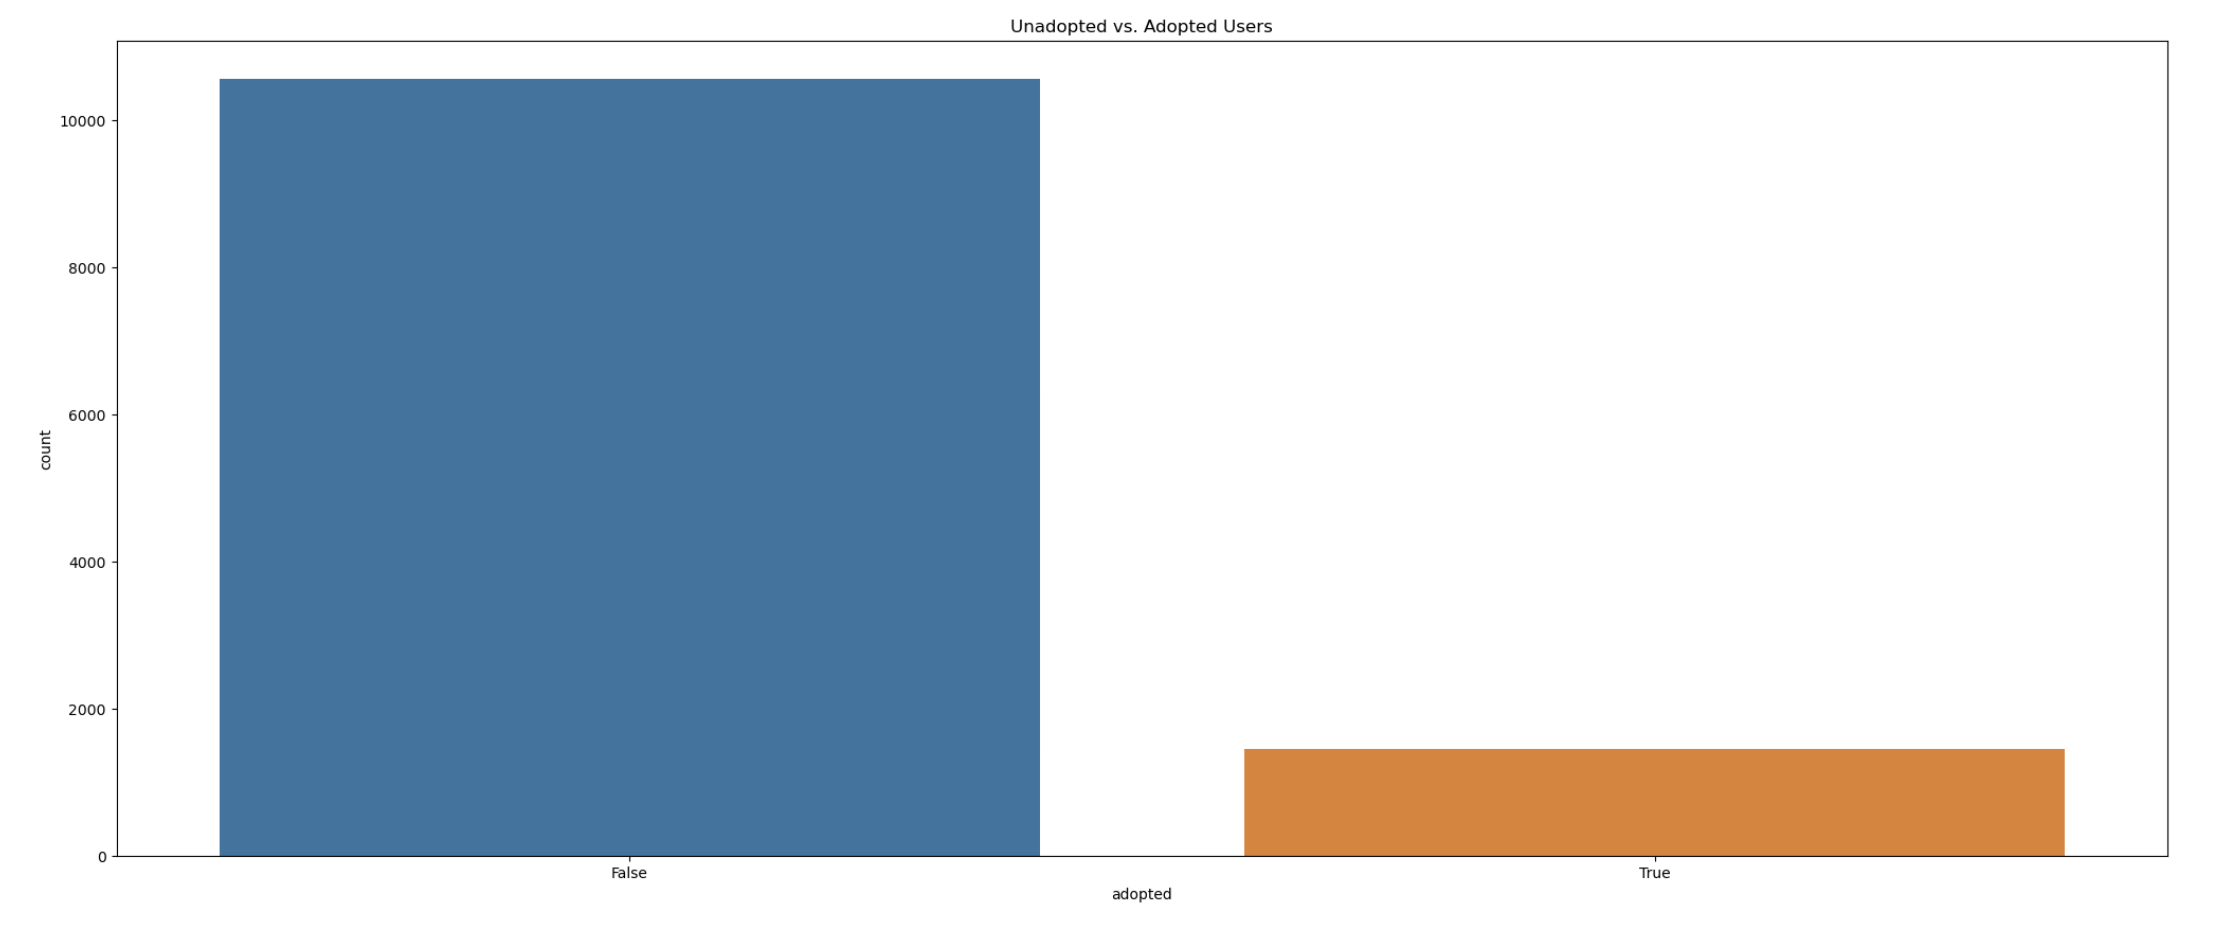 Unadopted vs. Adopted Users
10000
8000
6000
4000
2000
0
count
False
True
adopted